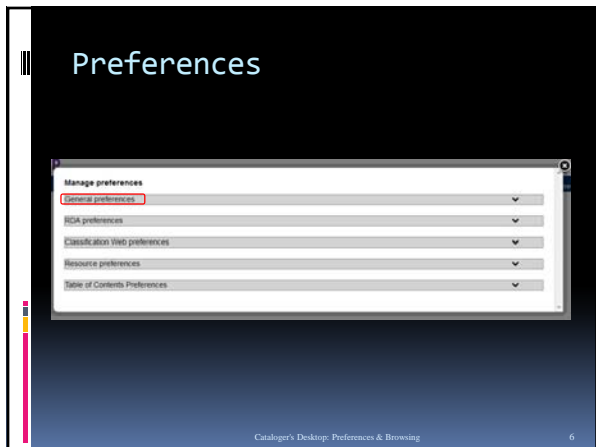 Preferences
Manage preferences
General preferences
RDA preferences
Classification Web preferences
Resource preferences
Table of Contents Preferences
Cataloger's Desktop: Preferences & Browsing 6